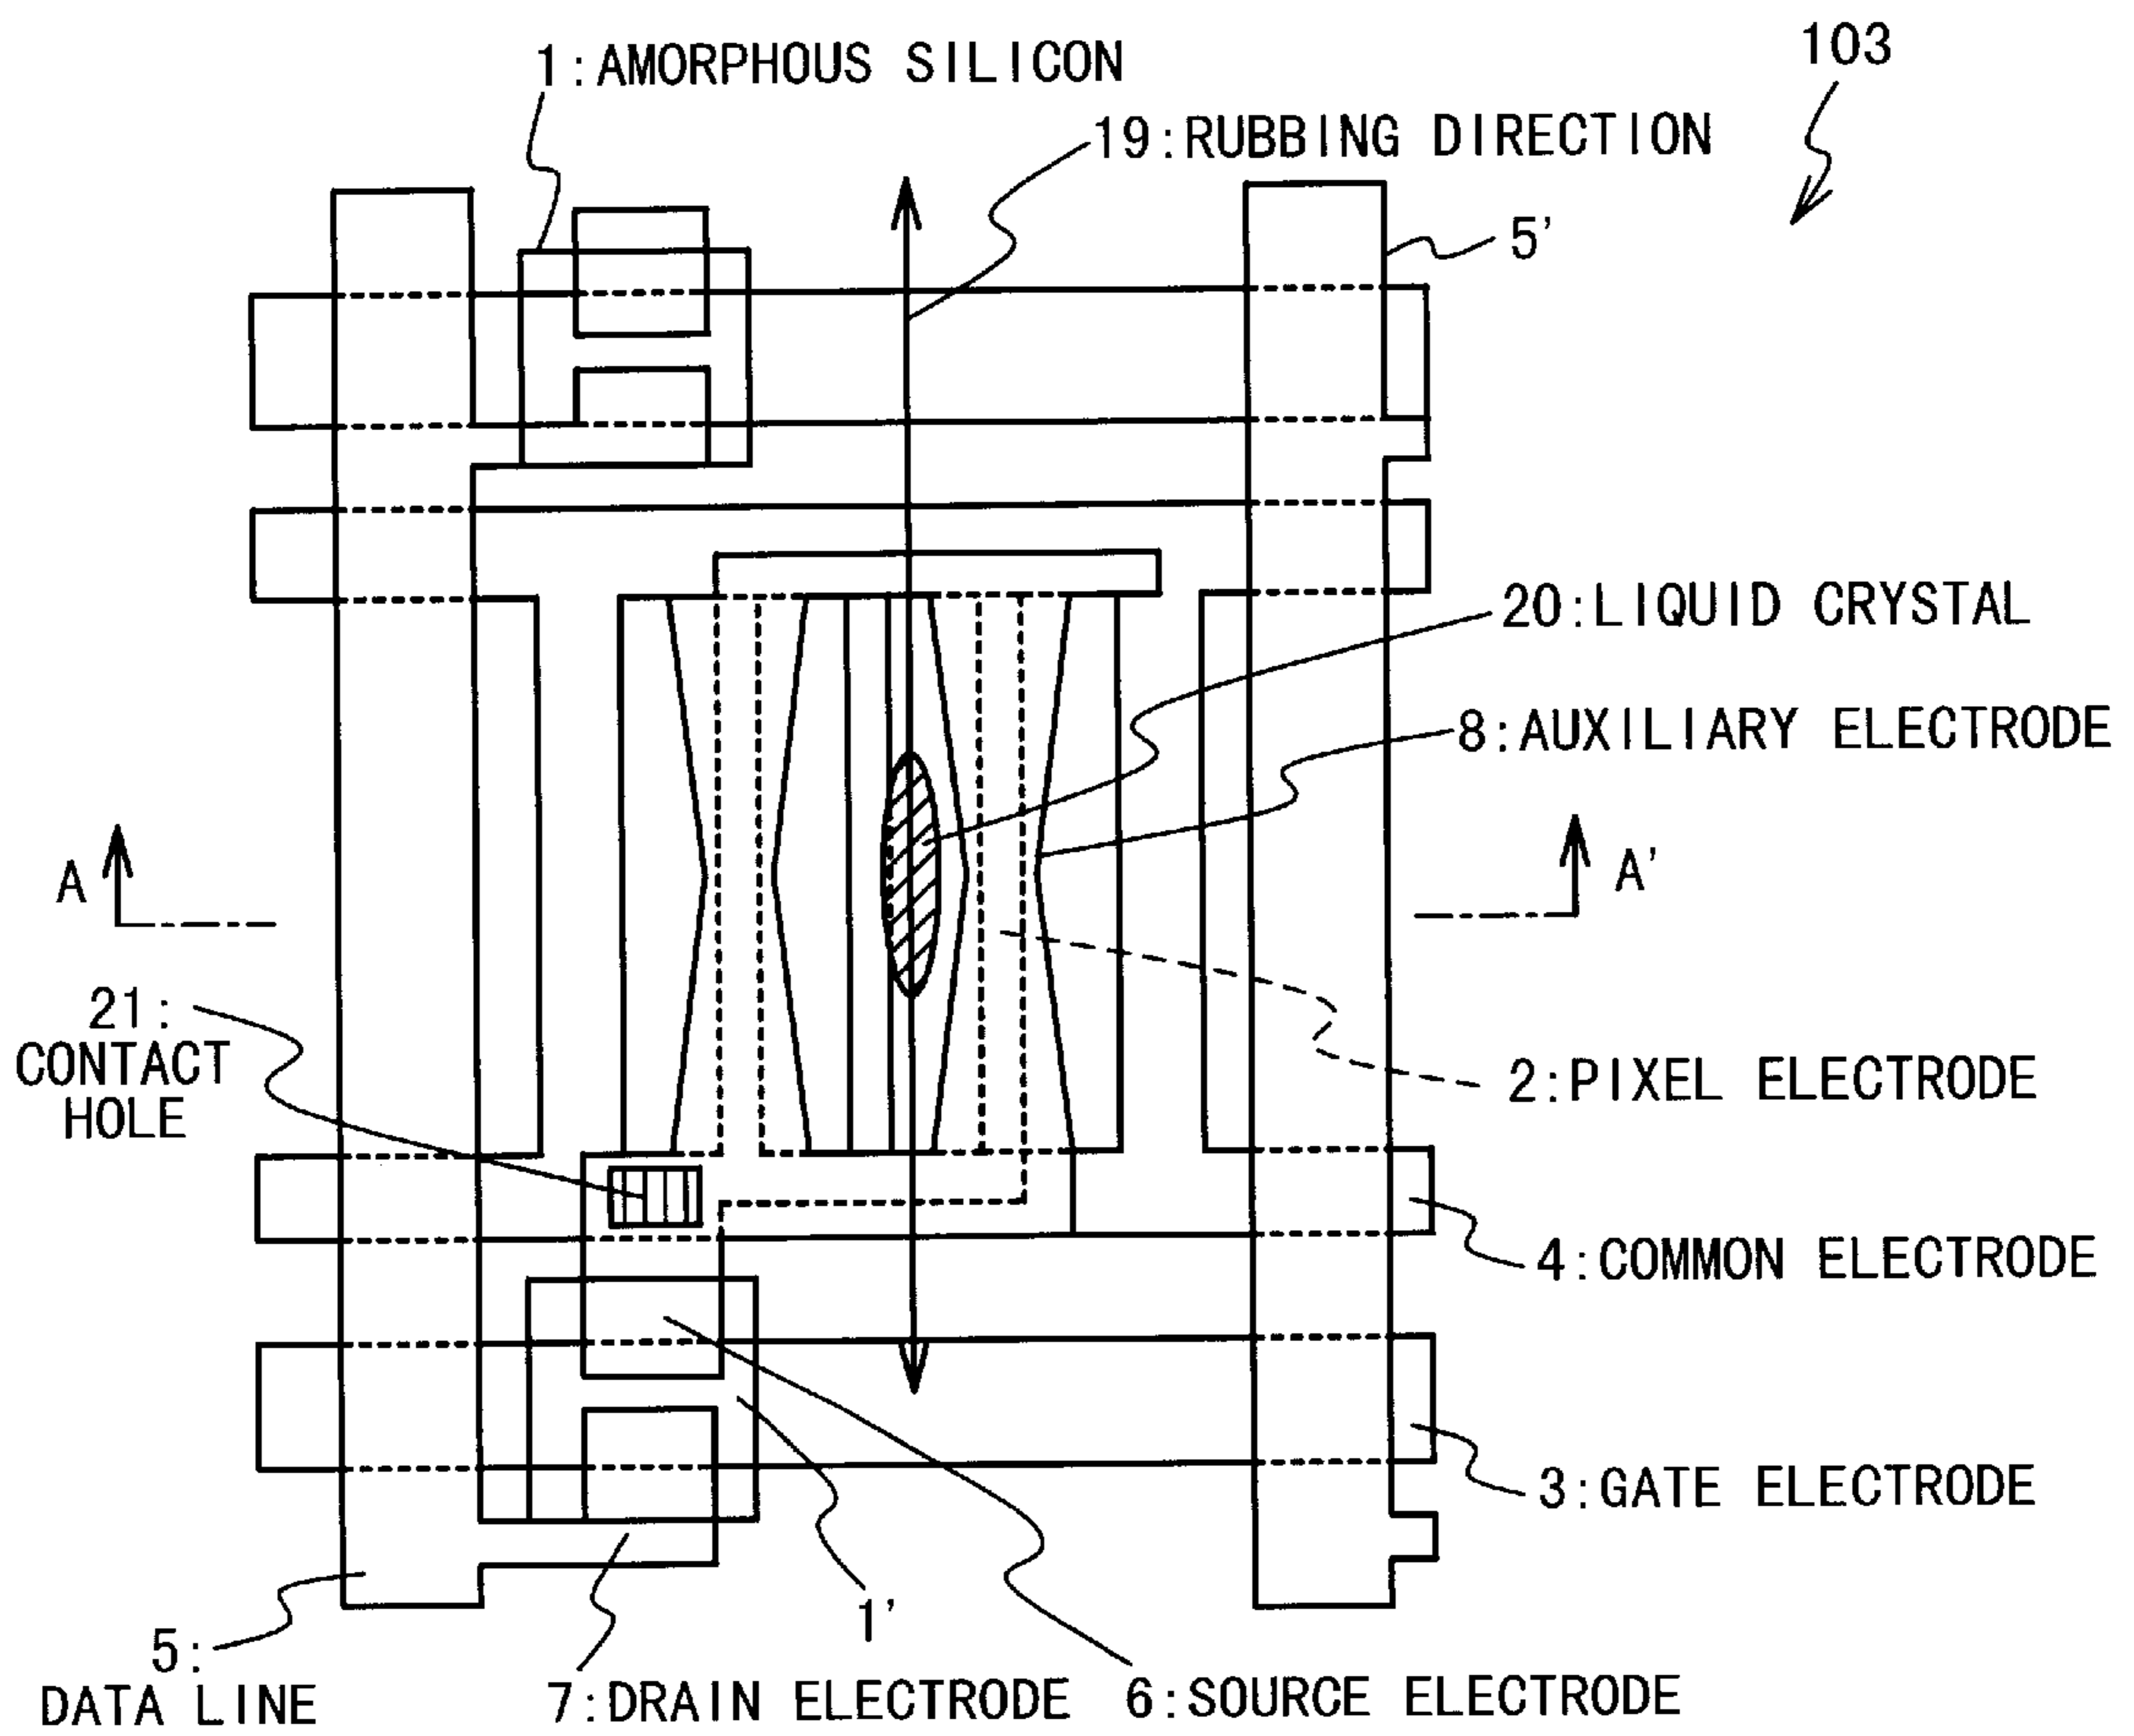 103
1:AMORPHOUS SILICON
19:RUBBING DIRECTION
5'
20:LIQUID CRYSTAL
8:AUXILIARY ELECTRODE
A
A'
21:
CONTACT
HOLE
2:PIXEL ELECTRODE
4:COMMON ELECTRODE
3:GATE ELECTRODE
1'
5:
DATA LINE
7:DRAIN ELECTRODE
6:SOURCE ELECTRODE